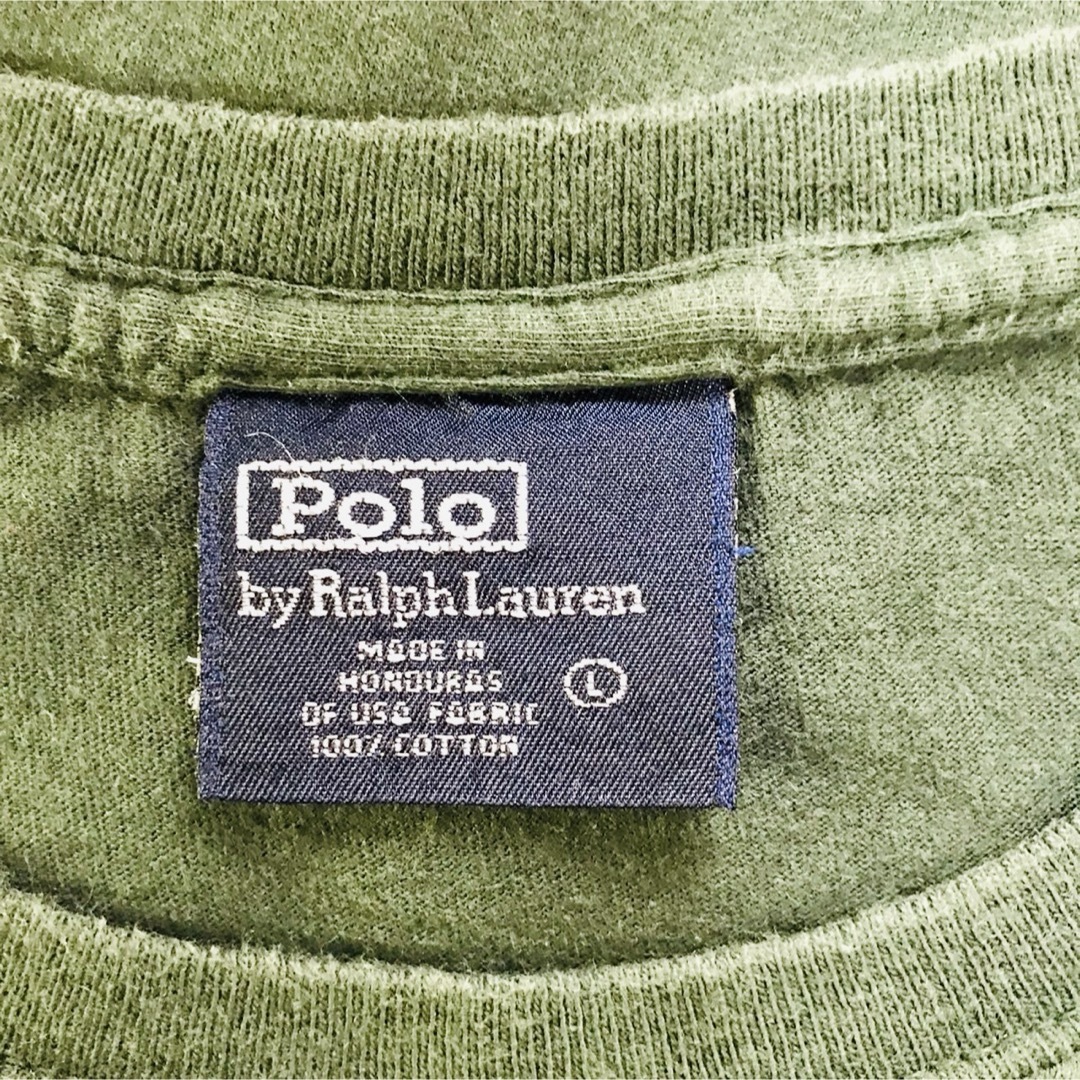 Polo
by Ralph Lauren
MADE IN
HONDURAS
OF USA FABRIC
100% COTTON
L